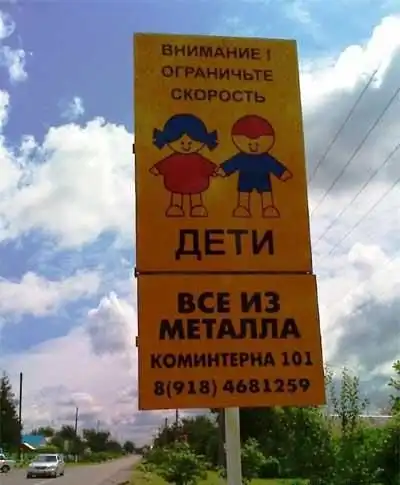 ВНИМАНИЕ !
ОГРАНИЧЬТЕ
СКОРОСТЬ
ДЕТИ
ВСЕ ИЗ
МЕТАЛЛА
КОМИНТЕРНА 101
8(918) 4681259